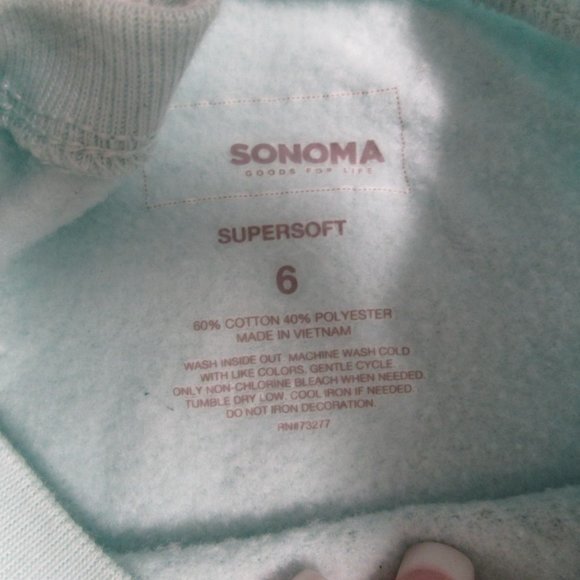 SONOMA
GOODS FOR LIFE
SUPERSOFT
6
60% COTTON 40% POLYESTER
MADE IN VIETNAM
WASH INSIDE OUT. MACHINE WASH COLD
WITH LIKE COLORS. GENTLE CYCLE.
ONLY NON-CHLORINE BLEACH WHEN NEEDED.
TUMBLE DRY LOW. COOL IRON IF NEEDED.
DO NOT IRON DECORATION.
RN#73277